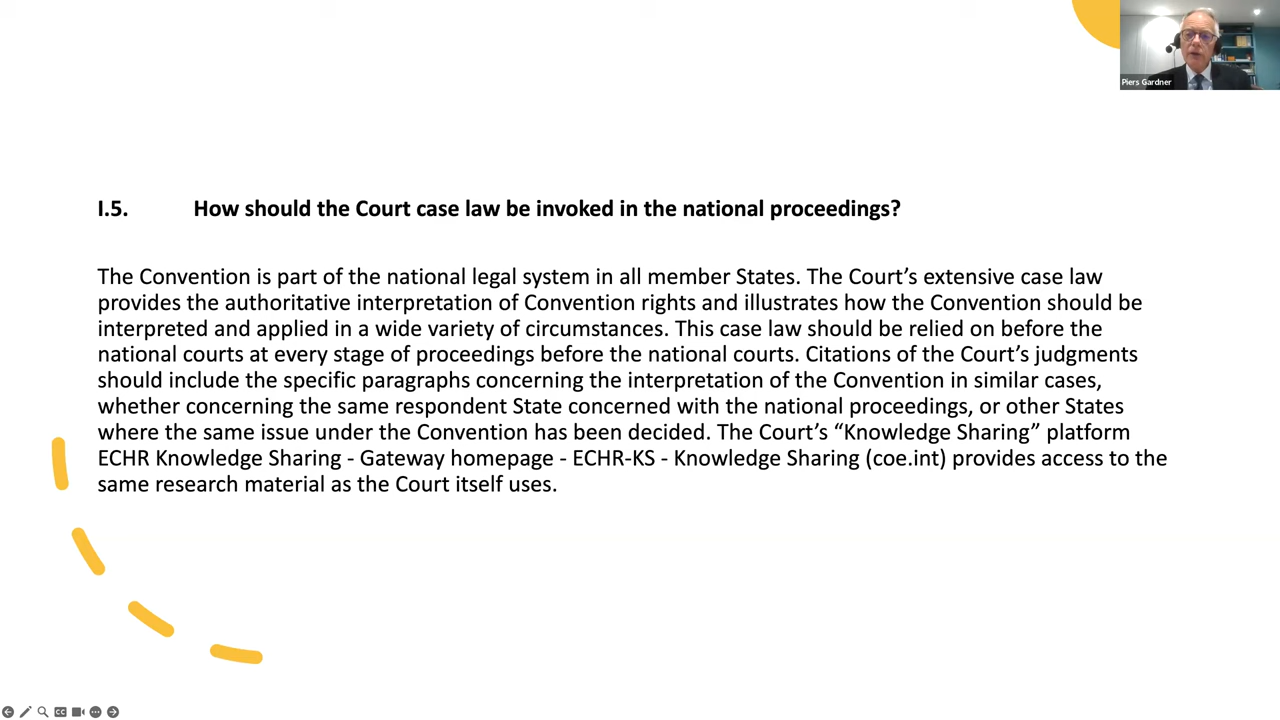 Piers Gardner
I.5. How should the Court case law be invoked in the national proceedings?
The Convention is part of the national legal system in all member States. The Court’s extensive case law
provides the authoritative interpretation of Convention rights and illustrates how the Convention should be
interpreted and applied in a wide variety of circumstances. This case law should be relied on before the
national courts at every stage of proceedings before the national courts. Citations of the Court’s judgments
should include the specific paragraphs concerning the interpretation of the Convention in similar cases,
whether concerning the same respondent State concerned with the national proceedings, or other States
where the same issue under the Convention has been decided. The Court’s “Knowledge Sharing” platform
ECHR Knowledge Sharing - Gateway homepage - ECHR-KS - Knowledge Sharing (coe.int) provides access to the
same research material as the Court itself uses.